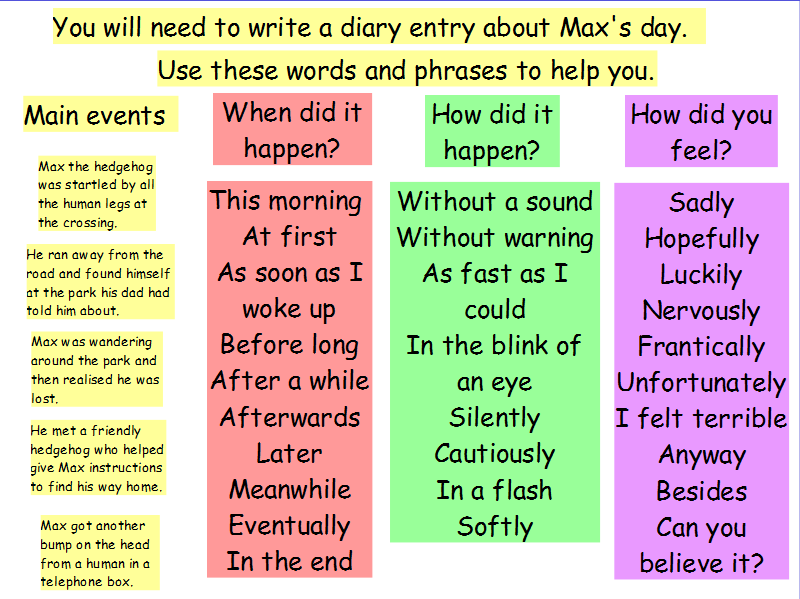 You will need to write a diary entry about Max's day.
Use these words and phrases to help you.
Main events
Max the hedgehog
was startled by all
the human legs at
the crossing.
He ran away from the
road and found himself
at the park his dad had
told him about.
Max was wandering
around the park and
then realised he was
lost.
He met a friendly
hedgehog who helped
give Max instructions
to find his way home.
Max got another
bump on the head
from a human in a
telephone box.
When did it
happen?
This morning
At first
As soon as I
woke up
Before long
After a while
Afterwards
Later
Meanwhile
Eventually
In the end
How did it
happen?
Without a sound
Without warning
As fast as I
could
In the blink of
an eye
Silently
Cautiously
In a flash
Softly
How did you
feel?
Sadly
Hopefully
Luckily
Nervously
Frantically
Unfortunately
I felt terrible
Anyway
Besides
Can you
believe it?